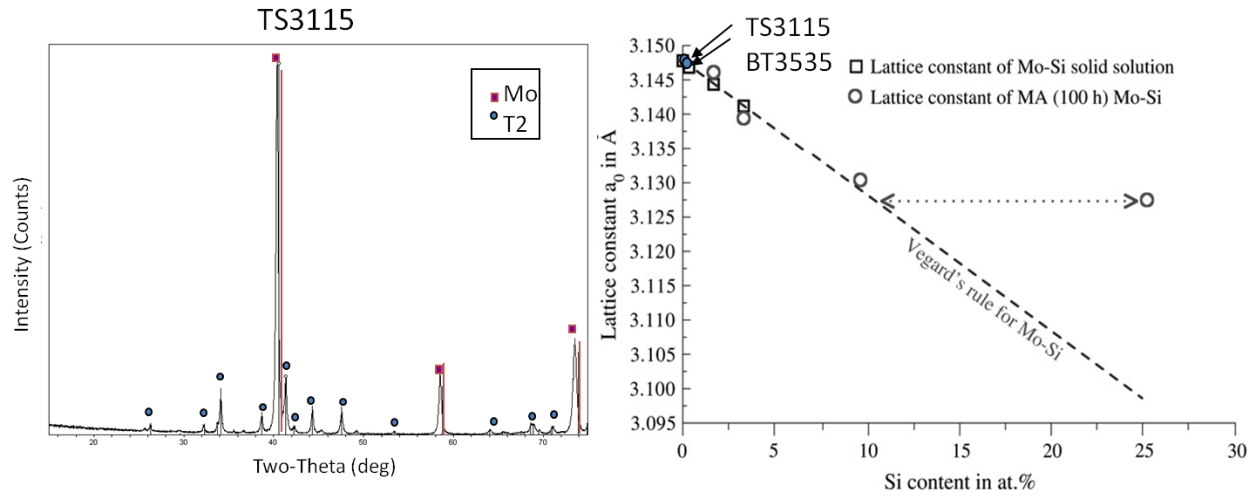 TS3115
Intensity (Counts)
Mo
T2
20
30
40
50
60
70
Two-Theta (deg)
TS3115
BT3535
Lattice constant of Mo-Si solid solution
Lattice constant of MA (100 h) Mo-Si
Lattice constant a0 in Å
3.150
3.145
3.140
3.135
3.130
3.125
3.120
3.115
3.110
3.105
3.100
3.095
Vegard's rule for Mo-Si
0
5
10
15
20
25
30
Si content in at.%